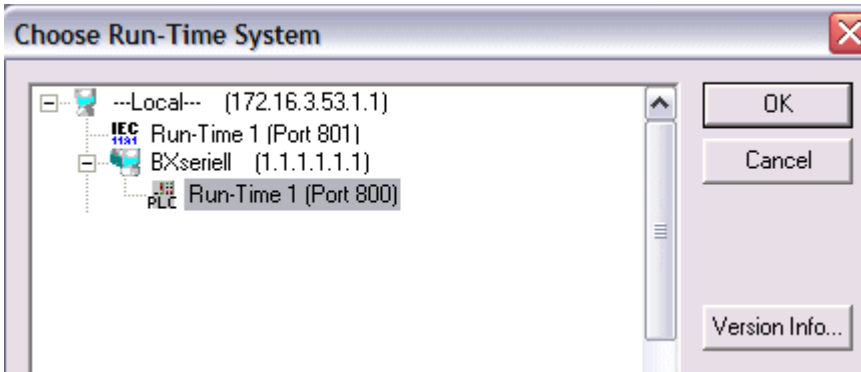 Choose Run-Time System
---Local--- (172.16.3.53.1.1)
OK
IEC
1131
Run-Time 1 (Port 801)
BXseriell (1.1.1.1.1.1)
Cancel
PLC
Run-Time 1 (Port 800)
Version Info...